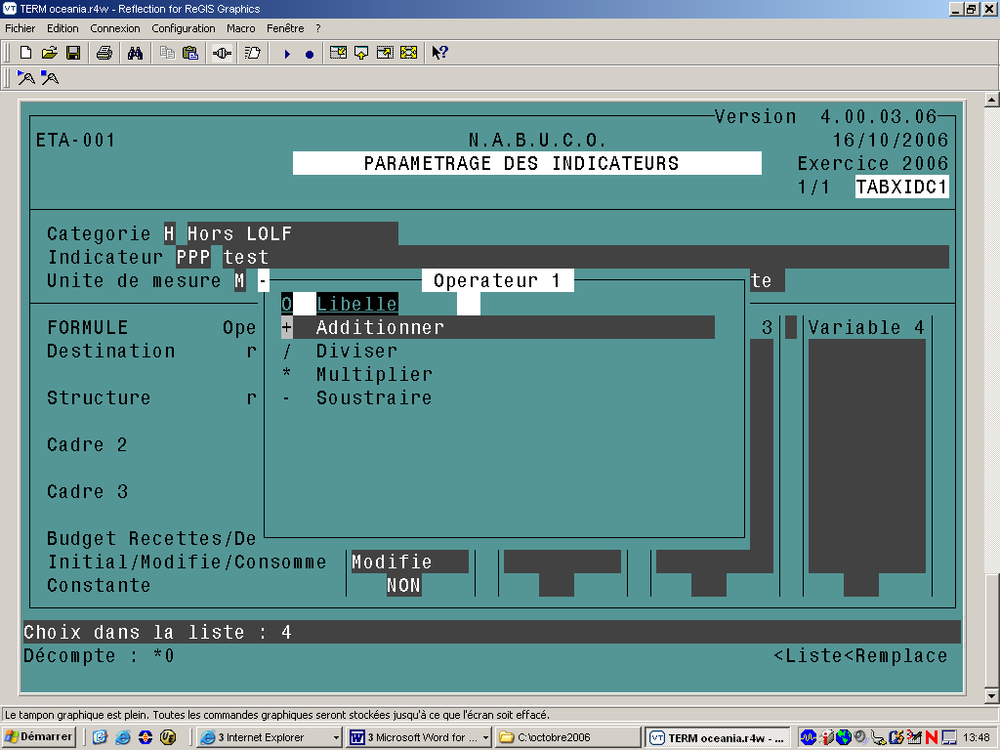 TERM oceania.r4w - Reflection for ReGIS Graphics
Fichier Edition Connexion Configuration Macro Fenêtre ?
Version 4.00.03.06
ETA-001 N.A.B.U.C.O. 16/10/2006
PARAMETRAGE DES INDICATEURS Exercice 2006
1/1 TABXIDC1
Categorie H Hors LOLF
Indicateur PPP test
Unite de mesure M - Operateur 1 te
O Libelle
FORMULE Ope + Additionner 3 Variable 4
Destination r / Diviser
* Multiplier
Structure r - Soustraire
Cadre 2
Cadre 3
Budget Recettes/De
Initial/Modifie/Consomme Modifie
Constante NON
Choix dans la liste : 4
Décompte : *0 <Liste<Remplace
Le tampon graphique est plein. Toutes les commandes graphiques seront stockées jusqu'à ce que l'écran soit effacé.
Démarrer 3 Internet Explorer 3 Microsoft Word for ... C:\octobre2006 TERM oceania.r4w - ... 13:48